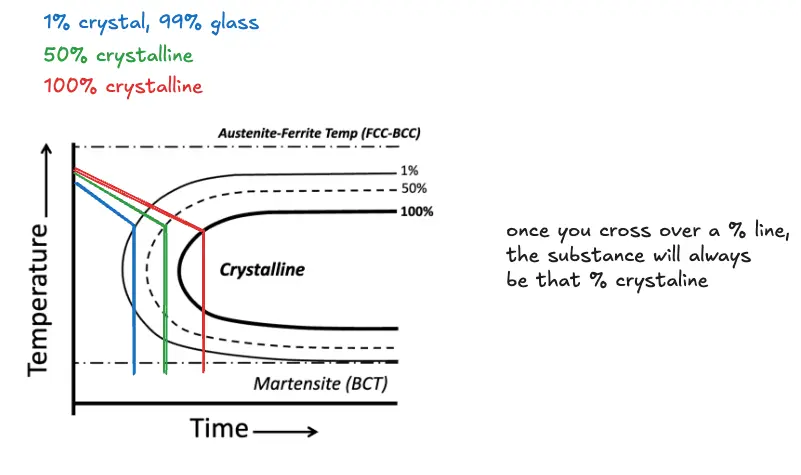 1% crystal, 99% glass
50% crystalline
100% crystalline
Austenite-Ferrite Temp (FCC-BCC)
1%
50%
100%
once you cross over a % line,
the substance will always
be that % crystaline
Crystalline
Temperature
Martensite (BCT)
Time